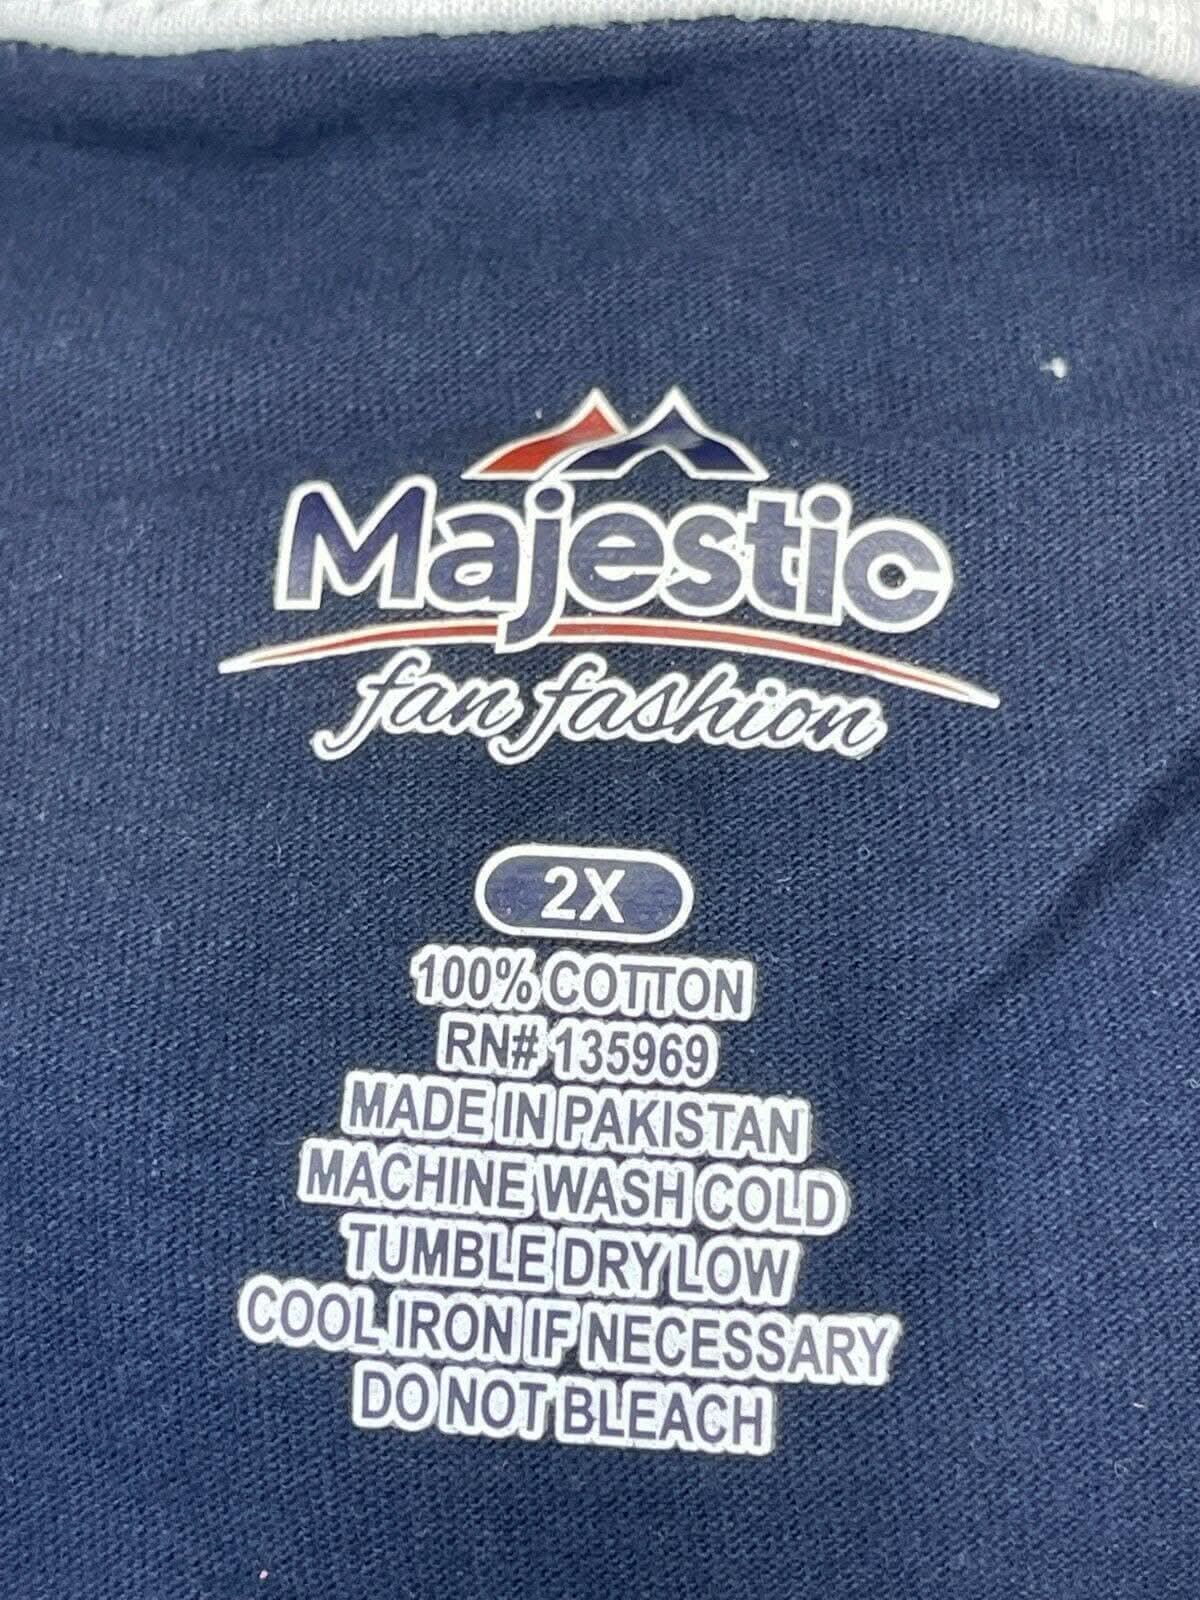 Majestic
fan fashion
2X
100% COTTON
RN# 135969
MADE IN PAKISTAN
MACHINE WASH COLD
TUMBLE DRY LOW
COOL IRON IF NECESSARY
DO NOT BLEACH